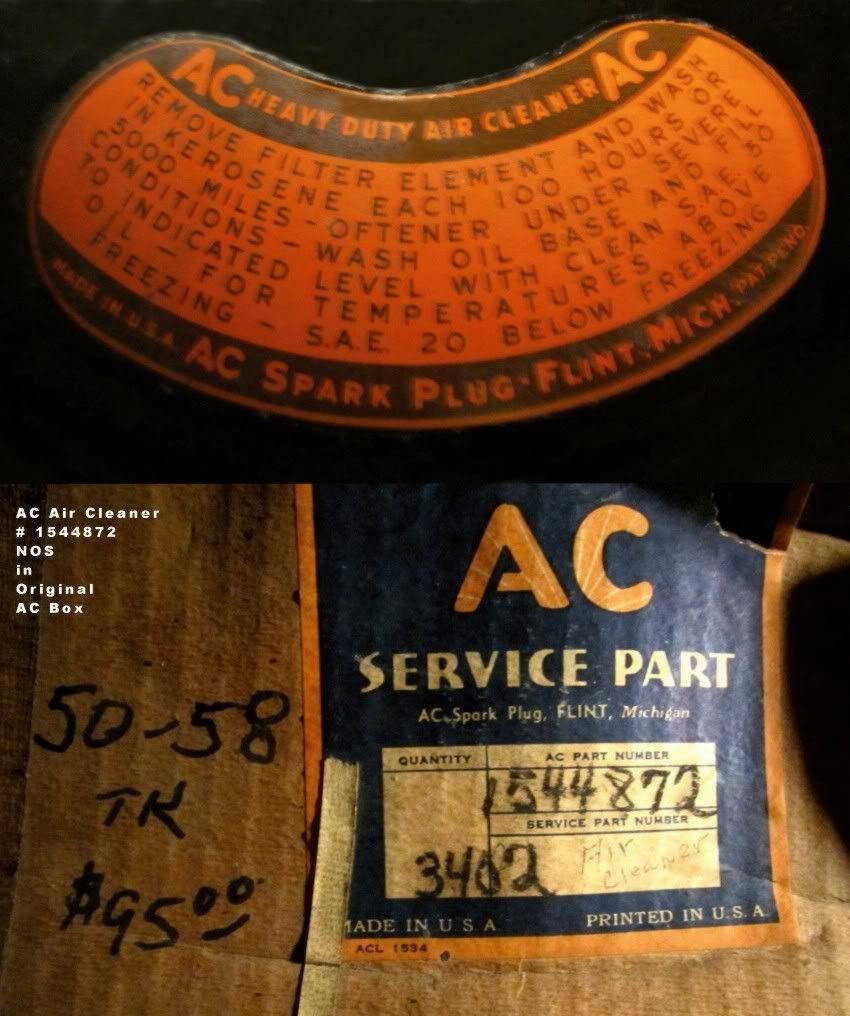 AC HEAVY DUTY AIR CLEANER AC
REMOVE FILTER ELEMENT AND WASH
IN KEROSENE EACH 100 HOURS OR
5000 MILES - OFTENER UNDER SEVERE
CONDITIONS - WASH OIL BASE AND FILL
TO INDICATED LEVEL WITH CLEAN S.A.E. 50
OIL - FOR TEMPERATURES ABOVE
FREEZING - S.A.E. 20 BELOW FREEZING
MADE IN U.S.A. AC SPARK PLUG - FLINT, MICH. PAT. PEND.
AC Air Cleaner
# 1544872
NOS
in
Original
AC Box
50-58
TK
$95.00
AC
SERVICE PART
AC Spark Plug, FLINT, Michigan
QUANTITY AC PART NUMBER
1544872
SERVICE PART NUMBER
3402 Air
Cleaner
MADE IN U S A PRINTED IN U.S.A.
ACL 1534